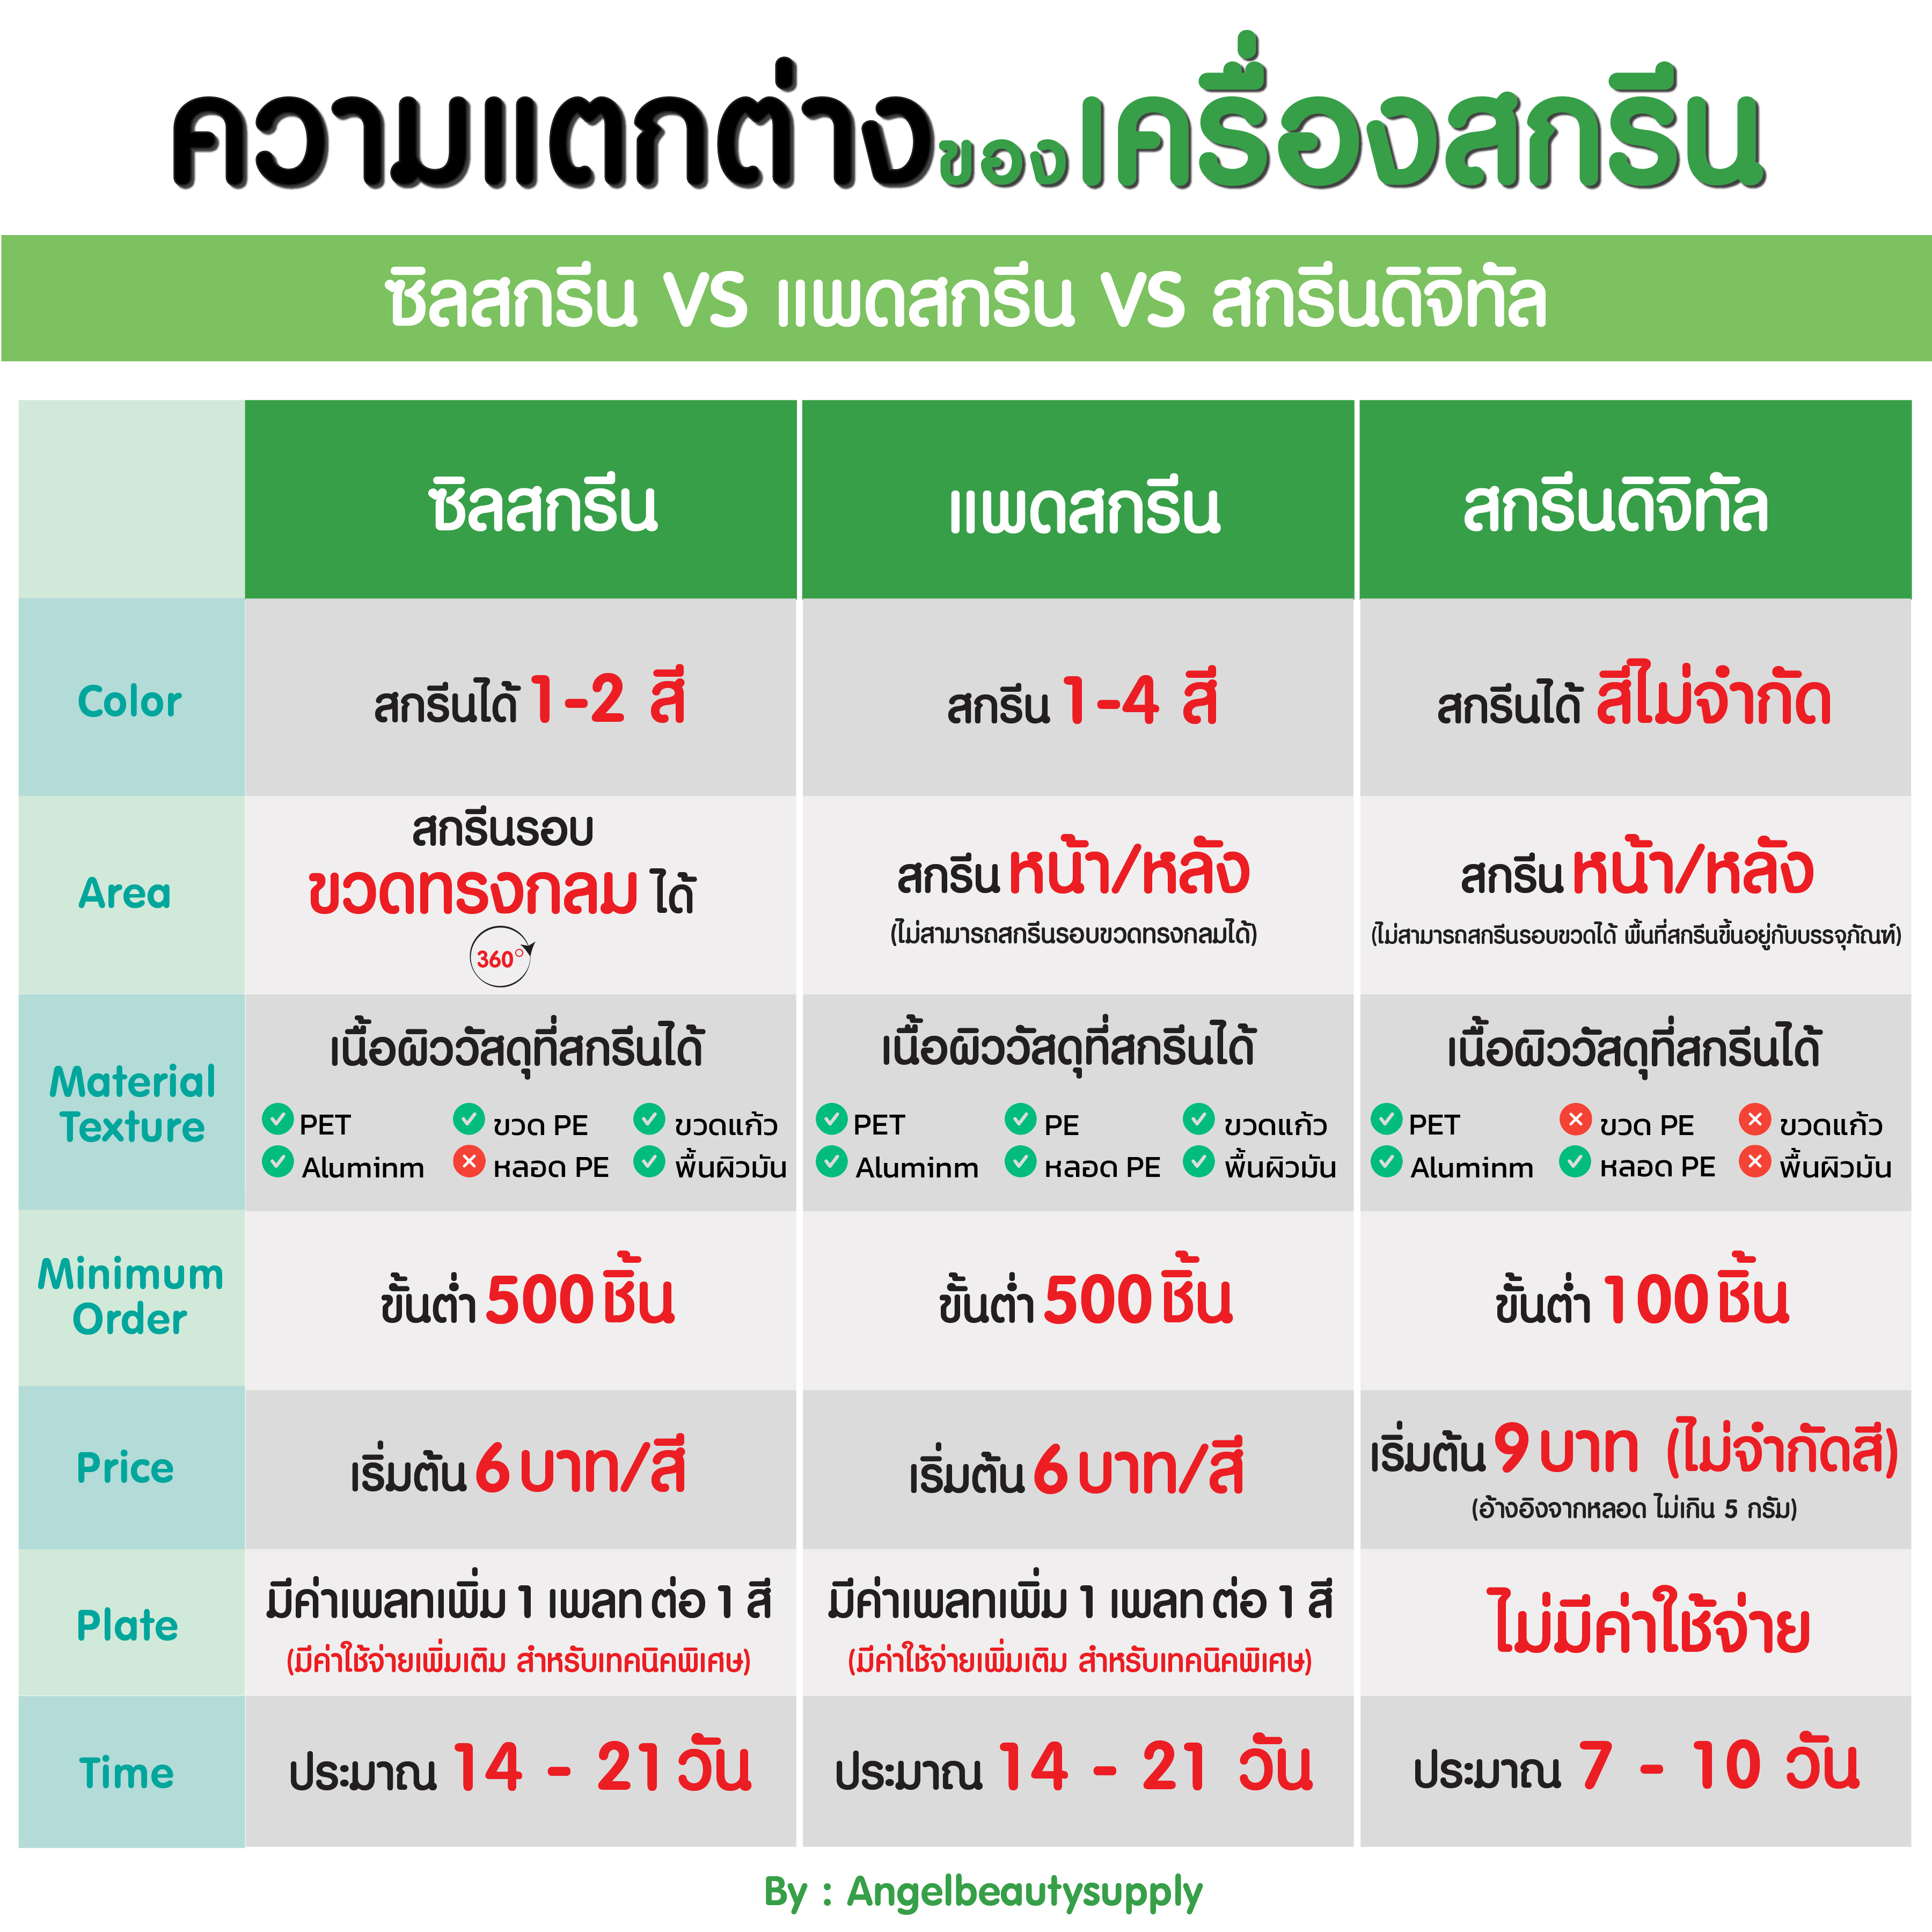 ความแตกต่างของเครื่องสกรีน
ซิลสกรีน VS แพดสกรีน VS สกรีนดิจิทัล
ซิลสกรีน
แพดสกรีน
สกรีนดิจิทัล
Color
สกรีนได้ 1-2 สี
สกรีน 1-4 สี
สกรีนได้ สีไม่จำกัด
Area
สกรีนรอบ
ขวดทรงกลม ได้
360°
สกรีน หน้า/หลัง
(ไม่สามารถสกรีนรอบขวดทรงกลมได้)
สกรีน หน้า/หลัง
(ไม่สามารถสกรีนรอบขวดได้ พื้นที่สกรีนขึ้นอยู่กับบรรจุภัณฑ์)
Material
Texture
เนื้อผิววัสดุที่สกรีนได้
PET ขวด PE ขวดแก้ว
Aluminm หลอด PE พื้นผิวมัน
เนื้อผิววัสดุที่สกรีนได้
PET PE ขวดแก้ว
Aluminm หลอด PE พื้นผิวมัน
เนื้อผิววัสดุที่สกรีนได้
PET ขวด PE ขวดแก้ว
Aluminm หลอด PE พื้นผิวมัน
Minimum
Order
ขั้นต่ำ 500 ชิ้น
ขั้นต่ำ 500 ชิ้น
ขั้นต่ำ 100 ชิ้น
Price
เริ่มต้น 6 บาท/สี
เริ่มต้น 6 บาท/สี
เริ่มต้น 9 บาท (ไม่จำกัดสี)
(อ้างอิงจากหลอด ไม่เกิน 5 กรัม)
Plate
มีค่าเพลทเพิ่ม 1 เพลท ต่อ 1 สี
(มีค่าใช้จ่ายเพิ่มเติม สำหรับเทคนิคพิเศษ)
มีค่าเพลทเพิ่ม 1 เพลท ต่อ 1 สี
(มีค่าใช้จ่ายเพิ่มเติม สำหรับเทคนิคพิเศษ)
ไม่มีค่าใช้จ่าย
Time
ประมาณ 14 - 21 วัน
ประมาณ 14 - 21 วัน
ประมาณ 7 - 10 วัน
By : Angelbeautysupply